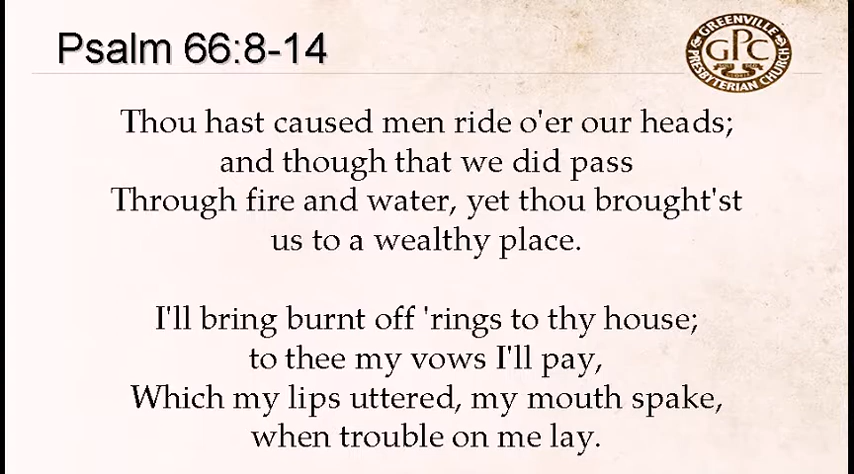 Psalm 66:8-14
GREENVILLE
GPC
PRESBYTERIAN CHURCH
Thou hast caused men ride o'er our heads;
and though that we did pass
Through fire and water, yet thou brought'st
us to a wealthy place.
I'll bring burnt off 'rings to thy house;
to thee my vows I'll pay,
Which my lips uttered, my mouth spake,
when trouble on me lay.